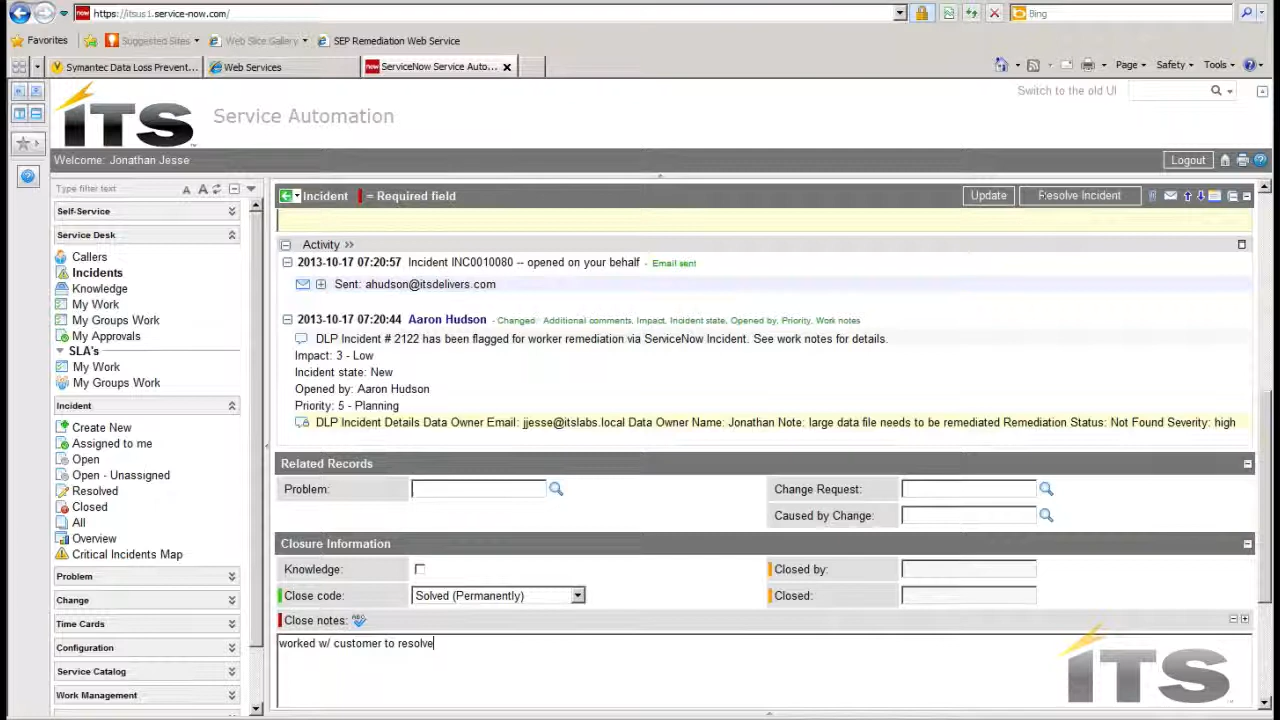 https://itsus1.service-now.com/
Bing
Favorites
Suggested Sites
Web Slice Gallery
SEP Remediation Web Service
Symantec Data Loss Prevent...
Web Services
ServiceNow Service Auto...
Page
Safety
Tools
iTS
Service Automation
Switch to the old UI
Welcome: Jonathan Jesse
Logout
Type filter text
A A
Self-Service
Service Desk
Callers
Incidents
Knowledge
My Work
My Groups Work
My Approvals
SLA's
My Work
My Groups Work
Incident
Create New
Assigned to me
Open
Open - Unassigned
Resolved
Closed
All
Overview
Critical Incidents Map
Problem
Change
Time Cards
Configuration
Service Catalog
Work Management
Incident
= Required field
Update
Resolve Incident
Activity >>
2013-10-17 07:20:57 Incident INC0010080 -- opened on your behalf - Email sent
Sent: ahudson@itsdelivers.com
2013-10-17 07:20:44 Aaron Hudson - Changed: Additional comments, Impact, Incident state, Opened by, Priority, Work notes
DLP Incident # 2122 has been flagged for worker remediation via ServiceNow Incident. See work notes for details.
Impact: 3 - Low
Incident state: New
Opened by: Aaron Hudson
Priority: 5 - Planning
DLP Incident Details Data Owner Email: jjesse@itslabs.local Data Owner Name: Jonathan Note: large data file needs to be remediated Remediation Status: Not Found Severity: high
Related Records
Problem:
Change Request:
Caused by Change:
Closure Information
Knowledge:
Closed by:
Close code: Solved (Permanently)
Closed:
Close notes:
worked w/ customer to resolve
iTS